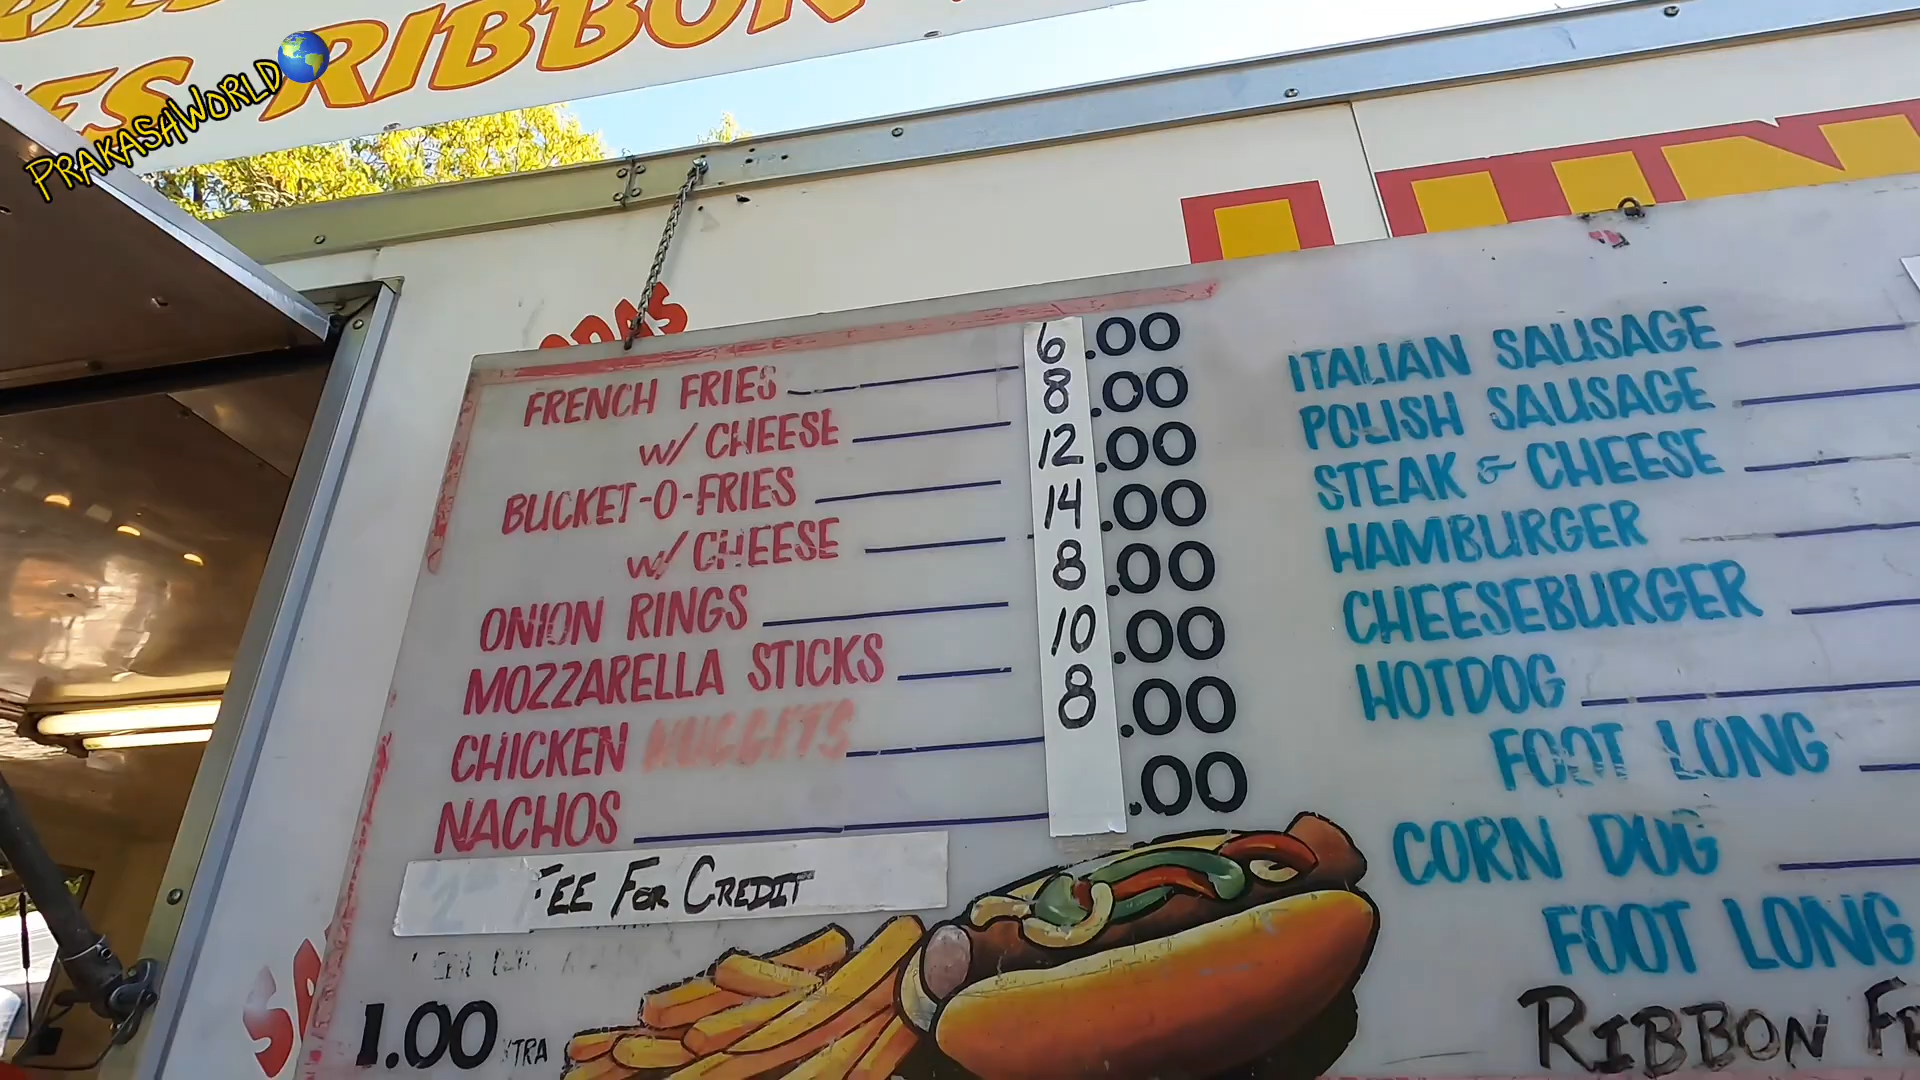 RIBBON
PRAKASAWORLD
FRENCH FRIES 6.00
w/ CHEESE 8.00
BUCKET-O-FRIES 12.00
w/ CHEESE 14.00
ONION RINGS 8.00
MOZZARELLA STICKS 10.00
CHICKEN NUGGETS 8.00
NACHOS .00
FEE FOR CREDIT
1.00 XTRA
ITALIAN SAUSAGE
POLISH SAUSAGE
STEAK & CHEESE
HAMBURGER
CHEESEBURGER
HOTDOG
FOOT LONG
CORN DOG
FOOT LONG
RIBBON